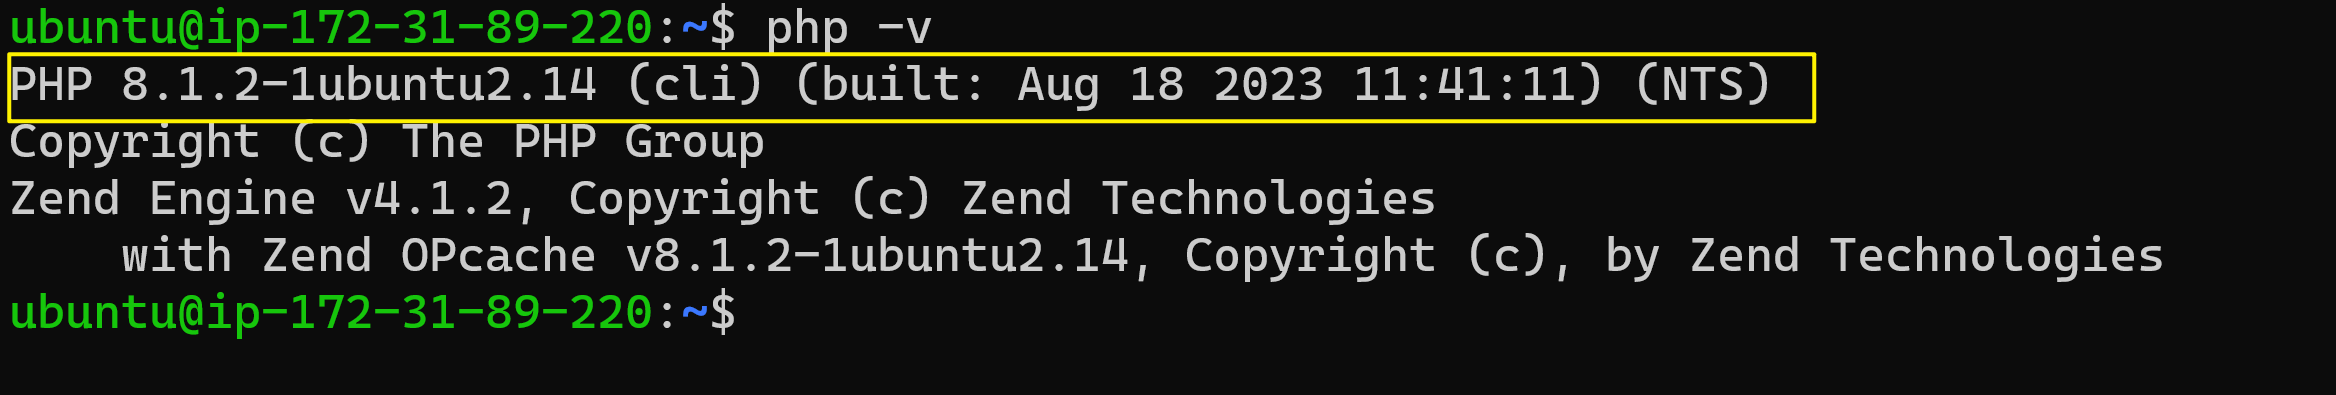 ubuntu@ip-172-31-89-220:~$ php -v
PHP 8.1.2-1ubuntu2.14 (cli) (built: Aug 18 2023 11:41:11) (NTS)
Copyright (c) The PHP Group
Zend Engine v4.1.2, Copyright (c) Zend Technologies
    with Zend OPcache v8.1.2-1ubuntu2.14, Copyright (c), by Zend Technologies
ubuntu@ip-172-31-89-220:~$